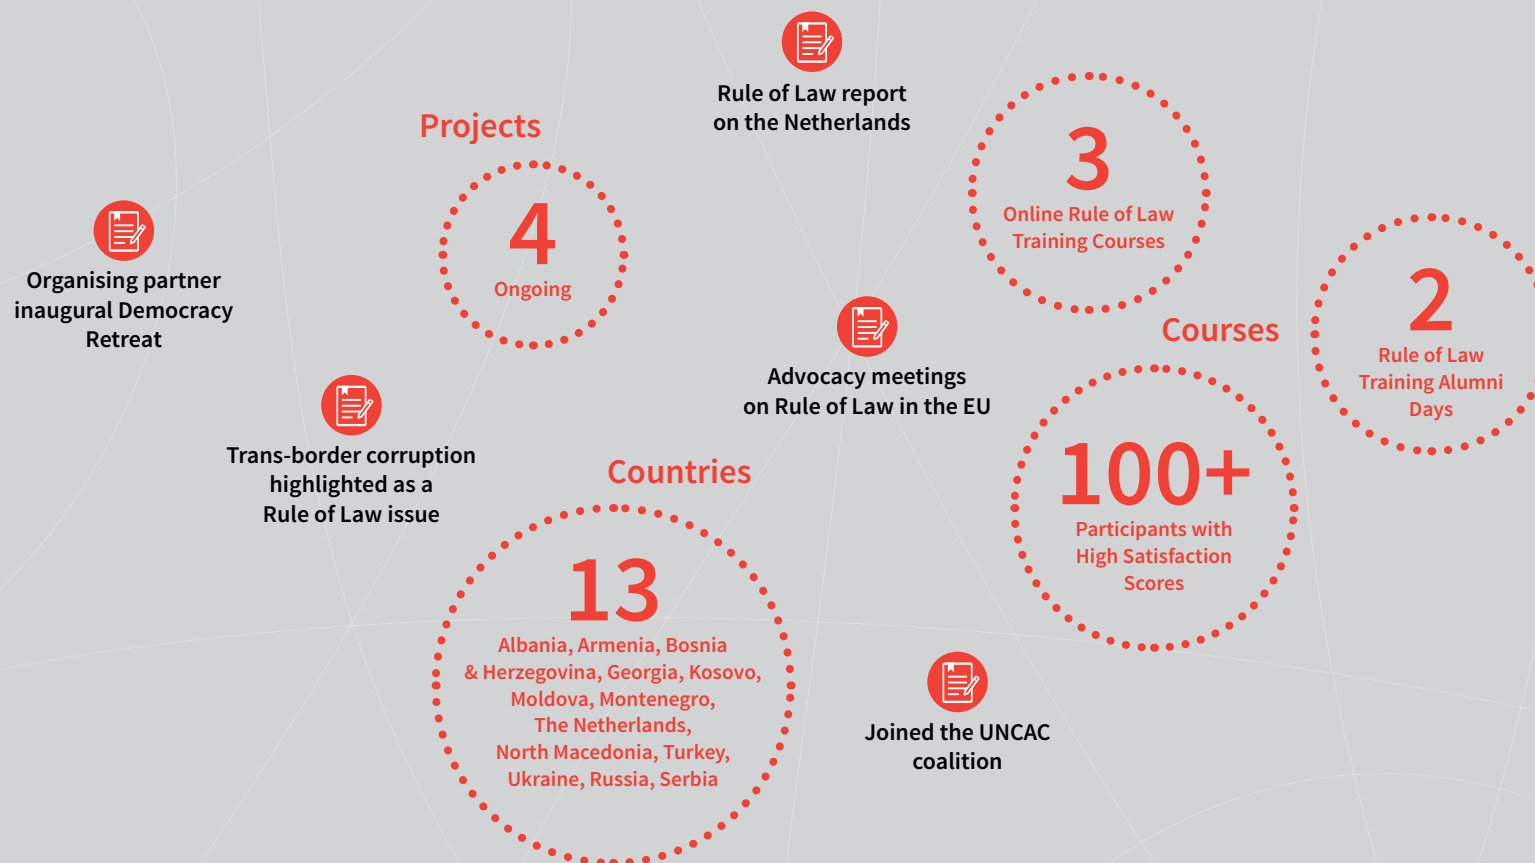 Rule of Law report
on the Netherlands
Projects
4
Ongoing
3
Online Rule of Law
Training Courses
Organising partner
inaugural Democracy
Retreat
2
Rule of Law
Training Alumni
Days
Courses
Advocacy meetings
on Rule of Law in the EU
100+
Participants with
High Satisfaction
Scores
Trans-border corruption
highlighted as a
Rule of Law issue
Countries
13
Albania, Armenia, Bosnia
& Herzegovina, Georgia, Kosovo,
Moldova, Montenegro,
The Netherlands,
North Macedonia, Turkey,
Ukraine, Russia, Serbia
Joined the UNCAC
coalition